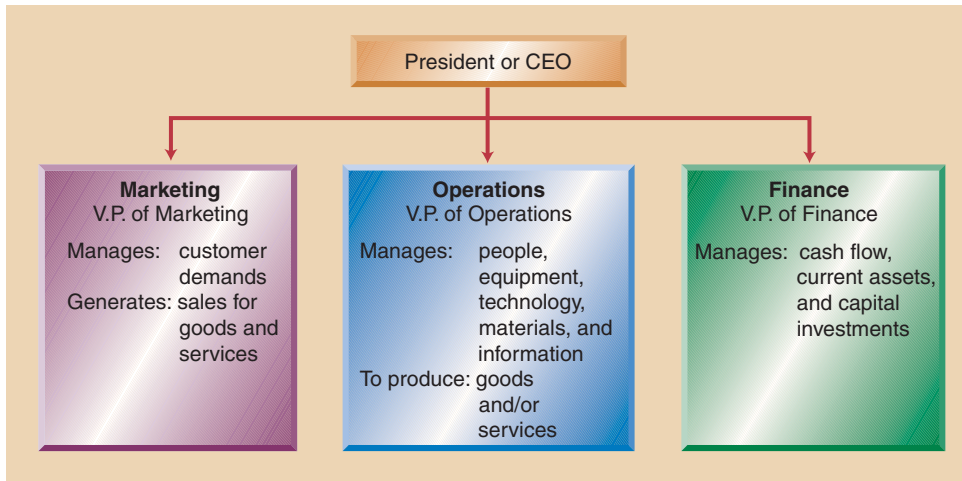 President or CEO
Marketing
V.P. of Marketing
Manages: customer
demands
Generates: sales for
goods and
services
Operations
V.P. of Operations
Manages: people,
equipment,
technology,
materials, and
information
To produce: goods
and/or
services
Finance
V.P. of Finance
Manages: cash flow,
current assets,
and capital
investments